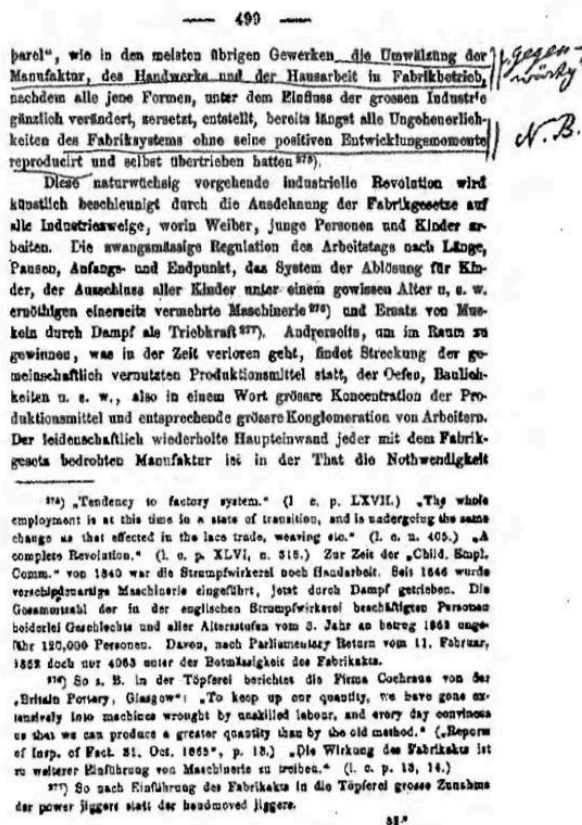 499
parel“, wie in den meisten übrigen Gewerken die Umwälzung der
Manufaktur, des Handwerks und der Hausarbeit in Fabrikbetrieb,
nachdem alle jene Formen, unter dem Einfluss der grossen Industrie
gänzlich verändert, zersetzt, entstellt, bereits längst alle Ungeheuerlich-
keiten des Fabriksystems ohne seine positiven Entwicklungsmomente
reproducirt und selbst übertrieben hatten 275).
gegen-
wärtig
N. B.
Diese naturwüchsig vorgehende industrielle Revolution wird
künstlich beschleunigt durch die Ausdehnung der Fabrikgesetze auf
alle Industriezweige, worin Weiber, junge Personen und Kinder ar-
beiten. Die zwangsmässige Regulation des Arbeitstags nach Länge,
Pausen, Anfangs- und Endpunkt, das System der Ablösung für Kin-
der, der Ausschluss aller Kinder unter einem gewissen Alter u. s. w.
ernöthigen einerseits vermehrte Maschinerie 276) und Ersatz von Mus-
keln durch Dampf als Triebkraft 277). Andrerseits, um im Raum zu
gewinnen, was in der Zeit verloren geht, findet Streckung der ge-
meinschaftlich vernutzten Produktionsmittel statt, der Oefen, Baulich-
keiten u. s. w., also in einem Wort grössere Koncentration der Pro-
duktionsmittel und entsprechende grössere Konglomeration von Arbeitern.
Der leidenschaftlich wiederholte Haupteinwand jeder mit dem Fabrik-
gesetz bedrohten Manufaktur ist in der That die Nothwendigkeit
275) „Tendency to factory system.“ (l. c. p. LXVII.) „The whole
employment is at this time in a state of transition, and is undergoing the same
change as that effected in the lace trade, weaving etc.“ (l. c. n. 405.) „A
complete Revolution.“ (l. c. p. XLVI, n. 318.) Zur Zeit der „Child. Empl.
Comm.“ von 1840 war die Strumpfwirkerei noch Handarbeit. Seit 1846 wurde
verschiedenartige Maschinerie eingeführt, jetzt durch Dampf getrieben. Die
Gesammtzahl der in der englischen Strumpfwirkerei beschäftigten Personen
beiderlei Geschlechts und aller Altersstufen vom 3. Jahr an betrug 1862 unge-
fähr 120,000 Personen. Davon, nach Parliamentary Return vom 11. Februar,
1862 doch nur 4063 unter der Botmässigkeit des Fabrikakts.
276) So z. B. in der Töpferei berichtet die Firma Cochrane von der
„Britain Pottery, Glasgow“: „To keep up our quantity, we have gone ex-
tensively into machines wrought by unskilled labour, and every day convinces
us that we can produce a greater quantity than by the old method.“ („Reports
of Insp. of Fact. 31. Oct. 1865“, p. 13.) „Die Wirkung des Fabrikakts ist
zu weiterer Einführung von Maschinerie zu treiben.“ (l. c. p. 13, 14.)
277) So nach Einführung des Fabrikakts in die Töpferei grosse Zunahme
der power jiggers statt der handmoved jiggers.
32*